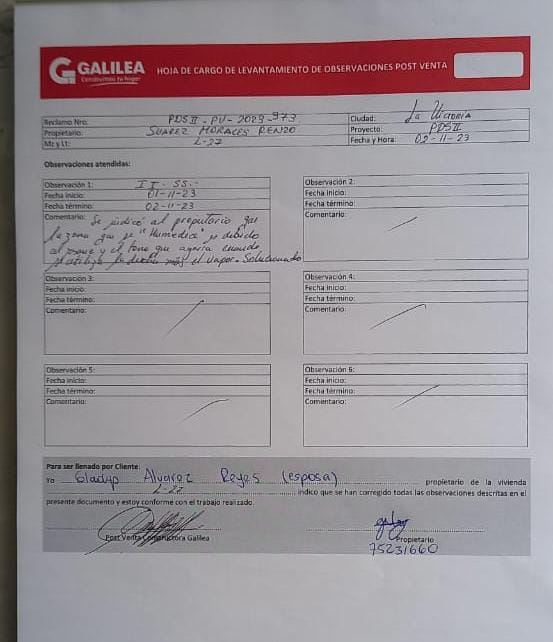 GALILEA
Construimos tu hogar
HOJA DE CARGO DE LEVANTAMIENTO DE OBSERVACIONES POST VENTA
Reclamo Nro: PDS II - PV - 2023 - 973
Ciudad: La Victoria
Propietario: SUAREZ MORALES RENZO
Proyecto: PDS II
Mz y Lt: L-27
Fecha y Hora: 02-11-23
Observaciones atendidas:
Observación 1: II. SS.-
Fecha inicio: 01-11-23
Fecha término: 02-11-23
Comentario: Se indicó al propietario que
la zona que se "Humedece" es debido
al
y el
que
cuando
se utiliza la ducha más el vapor. Solucionado
Observación 2:
Fecha inicio:
Fecha término:
Comentario:
Observación 3:
Fecha inicio:
Fecha término:
Comentario:
Observación 4:
Fecha inicio:
Fecha término:
Comentario:
Observación 5:
Fecha inicio:
Fecha término:
Comentario:
Observación 6:
Fecha inicio:
Fecha término:
Comentario:
Para ser llenado por Cliente:
Yo Gladys Alvarez Reyes (esposa) propietario de la vivienda
L-27 indico que se han corregido todas las observaciones descritas en el
presente documento y estoy conforme con el trabajo realizado.
Post Venta Constructora Galilea
Propietario
75231660